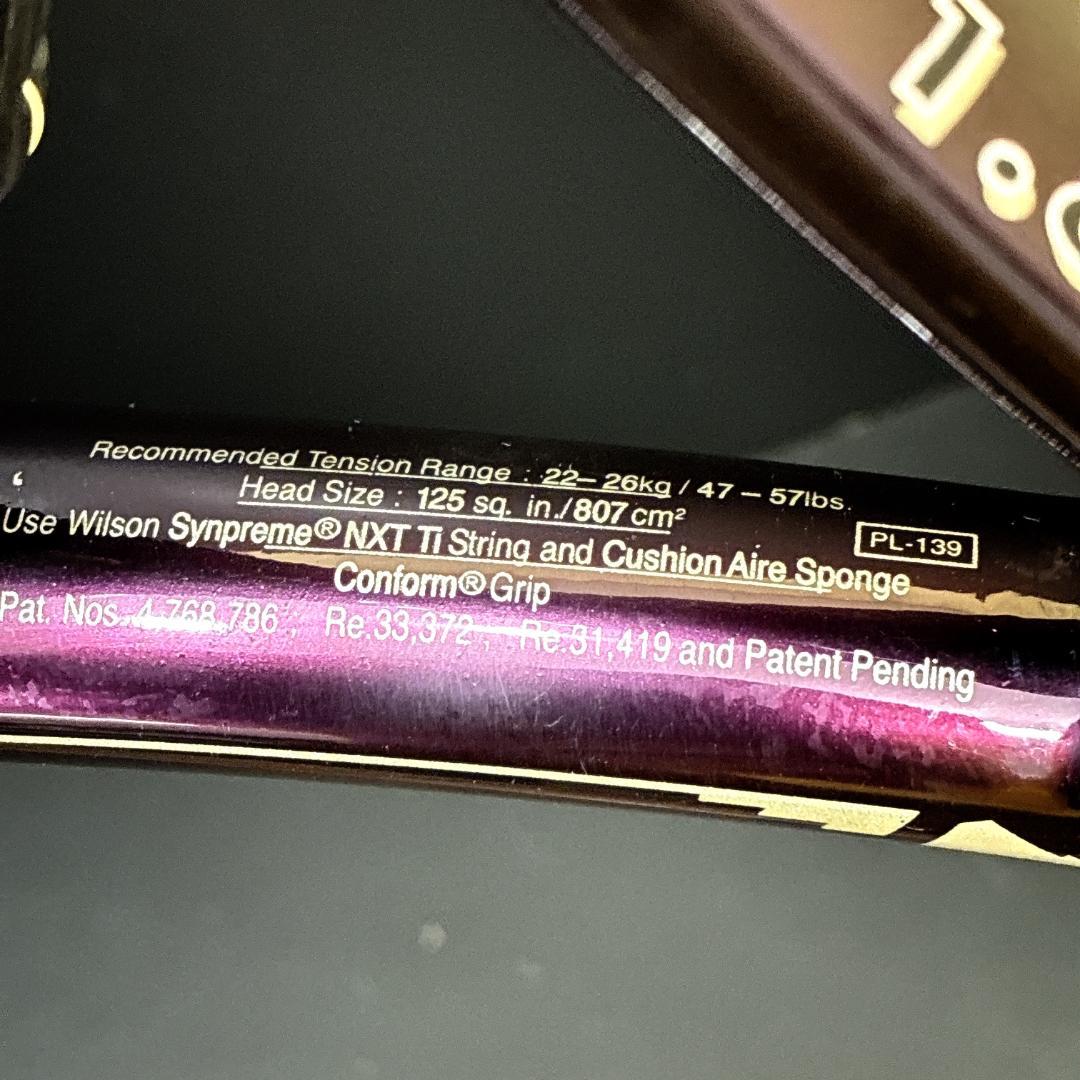 1.
Recommended Tension Range : 22– 26kg / 47 – 57lbs.
Head Size : 125 sq. in./807 cm²
PL-139
Use Wilson Synpreme® NXT Ti String and Cushion Aire Sponge
Conform® Grip
Pat. Nos. 4,768,786 ; Re.33,372 ; Re.31,419 and Patent Pending